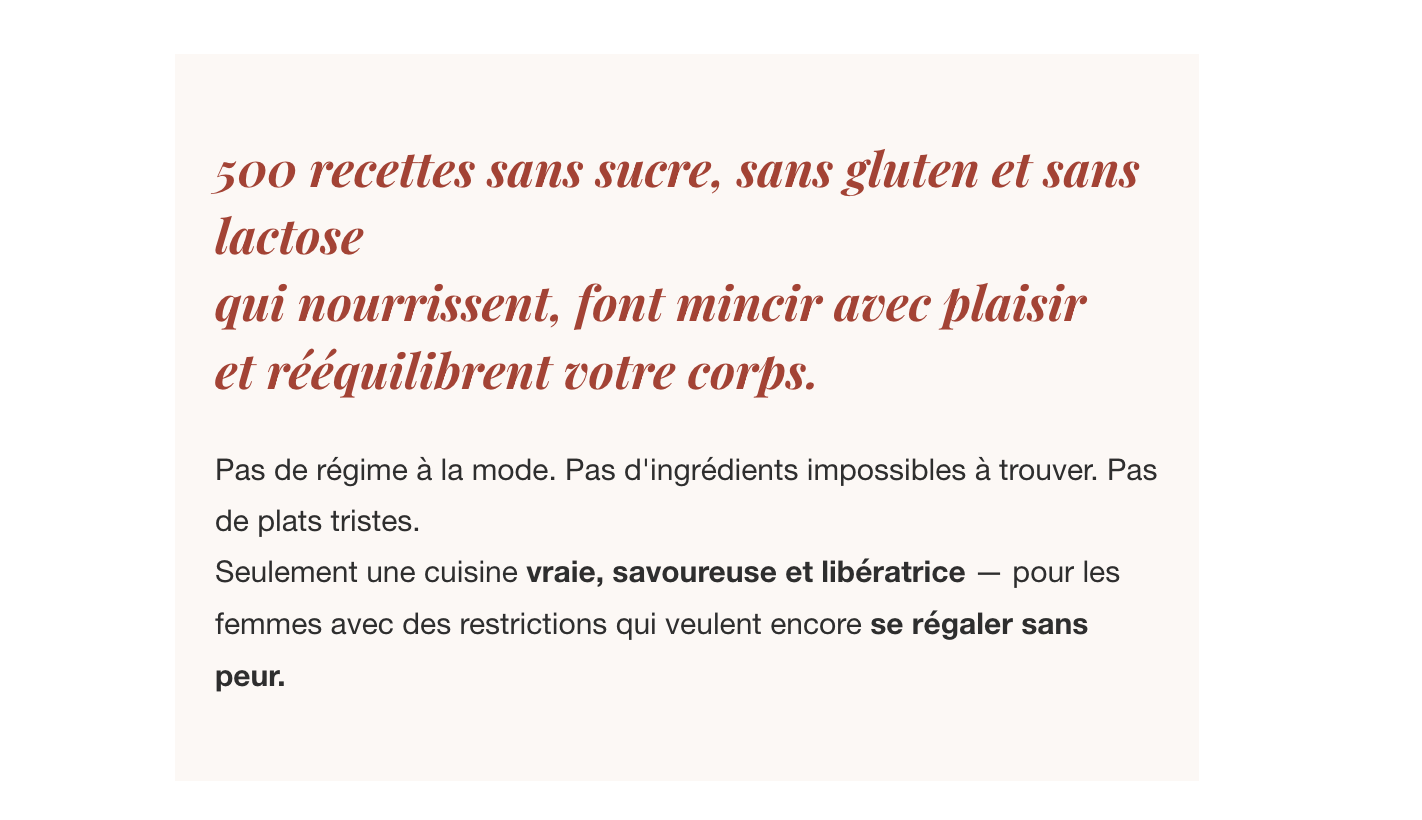 500 recettes sans sucre, sans gluten et sans
lactose
qui nourrissent, font mincir avec plaisir
et rééquilibrent votre corps.
Pas de régime à la mode. Pas d'ingrédients impossibles à trouver. Pas
de plats tristes.
Seulement une cuisine vraie, savoureuse et libératrice — pour les
femmes avec des restrictions qui veulent encore se régaler sans
peur.